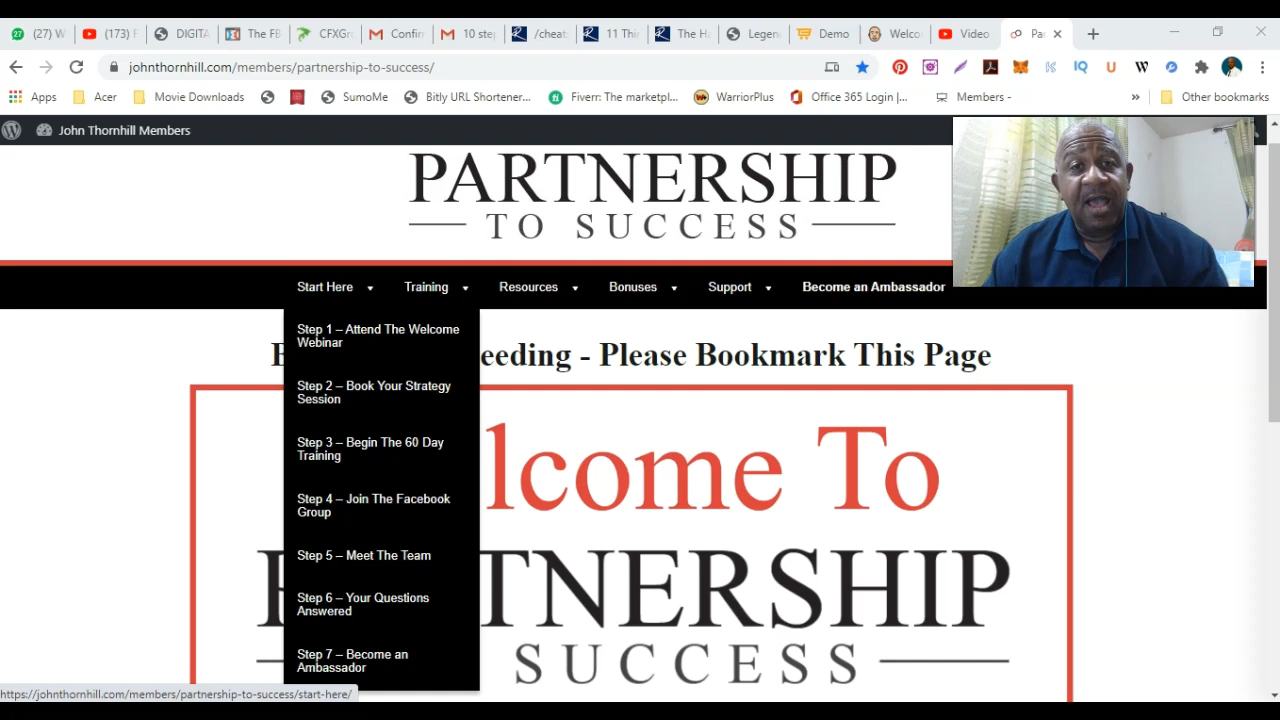 (27) W
(173) F
DIGITA
The FB
CFXGr
Confirr
10 step
/cheat
11 Thi
The Ha
Legen
Demo
Welco
Video
Pa
johnthornhill.com/members/partnership-to-success/
Apps
Acer
Movie Downloads
SumoMe
Bitly URL Shortener...
Fiverr: The marketpl...
WarriorPlus
Office 365 Login |...
Members -
»
Other bookmarks
John Thornhill Members
PARTNERSHIP
TO SUCCESS
Start Here
Training
Resources
Bonuses
Support
Become an Ambassador
Step 1 – Attend The Welcome
Webinar
Step 2 – Book Your Strategy
Session
Step 3 – Begin The 60 Day
Training
Step 4 – Join The Facebook
Group
Step 5 – Meet The Team
Step 6 – Your Questions
Answered
Step 7 – Become an
Ambassador
eeding - Please Bookmark This Page
lcome To
TNERSHIP
SUCCESS
https://johnthornhill.com/members/partnership-to-success/start-here/